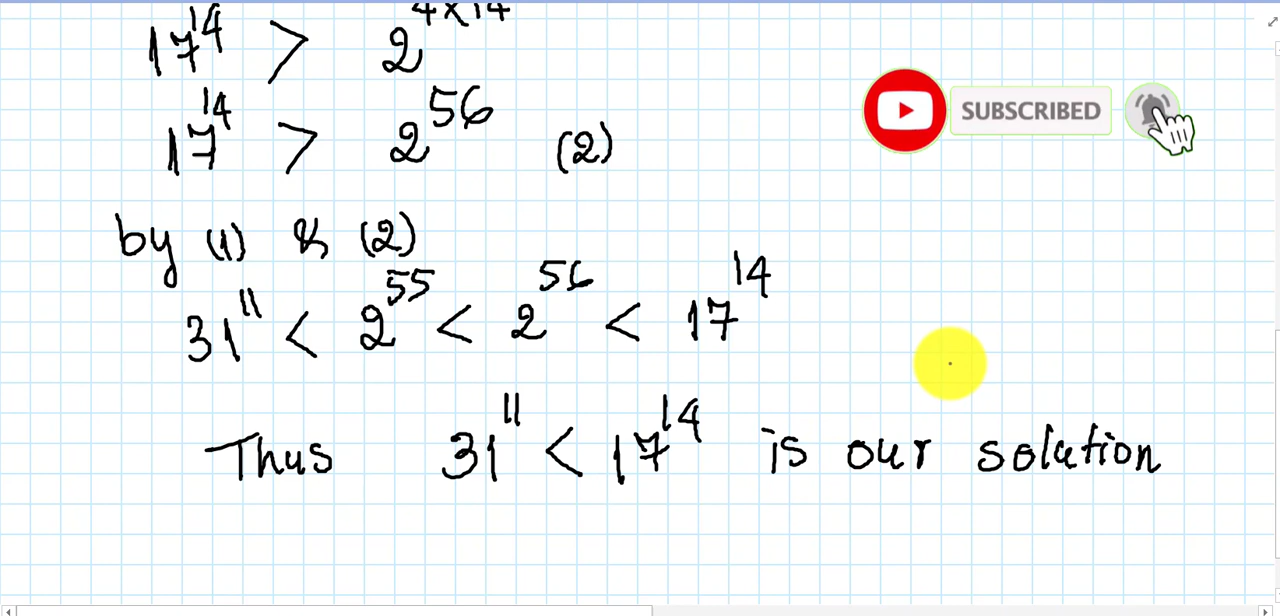 17^14 > 2^4×14
17^14 > 2^56 (2)
SUBSCRIBED
by (1) & (2)
31^11 < 2^55 < 2^56 < 17^14
Thus 31^11 < 17^14 is our solution